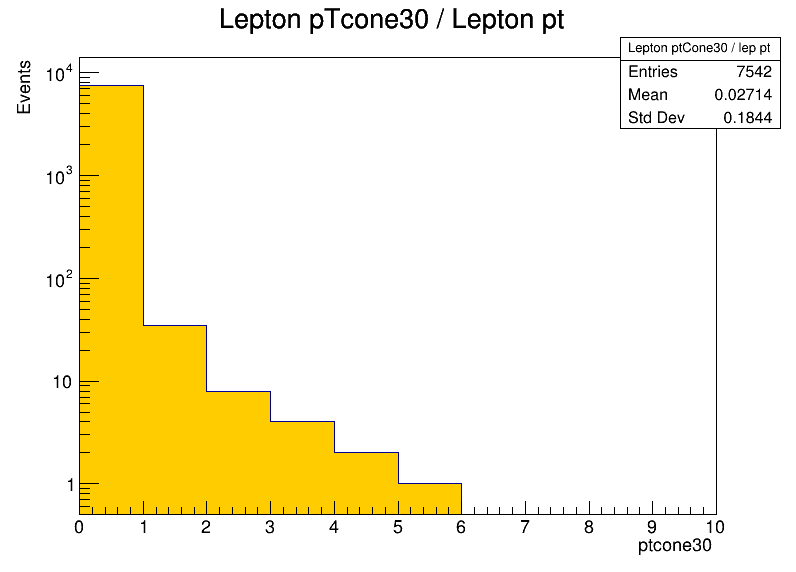 Lepton pTcone30 / Lepton pt
Lepton ptCone30 / lep pt
Entries 7542
Mean 0.02714
Std Dev 0.1844
Events
10^4
10^3
10^2
10
1
0 1 2 3 4 5 6 7 8 9 10
ptcone30